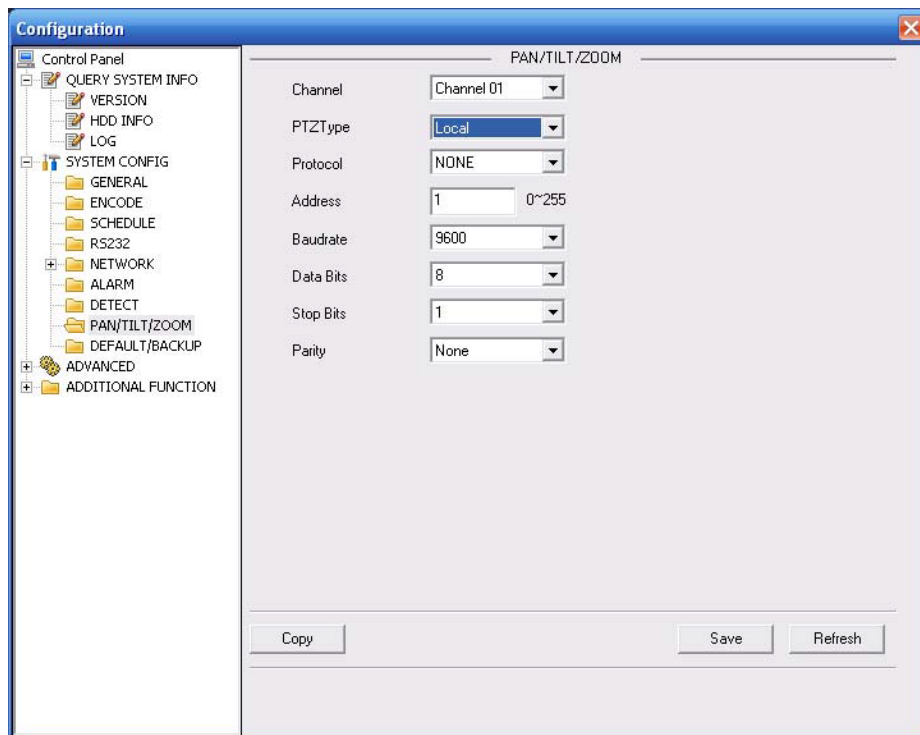 Configuration
Control Panel
QUERY SYSTEM INFO
VERSION
HDD INFO
LOG
SYSTEM CONFIG
GENERAL
ENCODE
SCHEDULE
RS232
NETWORK
ALARM
DETECT
PAN/TILT/ZOOM
DEFAULT/BACKUP
ADVANCED
ADDITIONAL FUNCTION
PAN/TILT/ZOOM
Channel Channel 01
PTZType Local
Protocol NONE
Address 1 0~255
Baudrate 9600
Data Bits 8
Stop Bits 1
Parity None
Copy Save Refresh